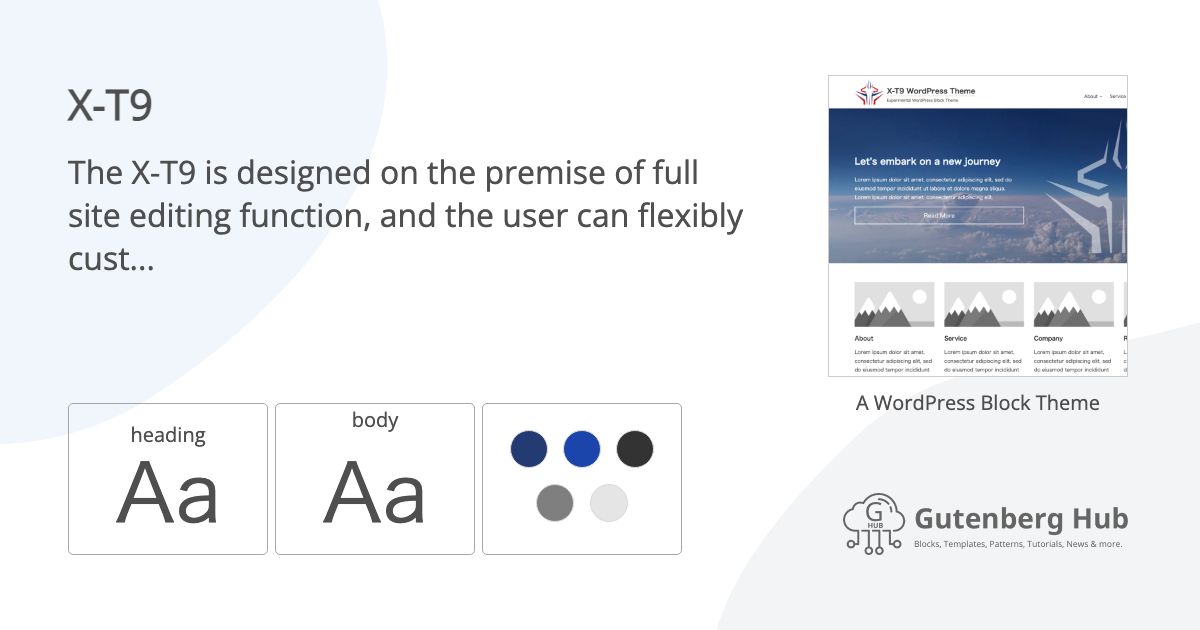 X-T9
The X-T9 is designed on the premise of full
site editing function, and the user can flexibly
cust...
heading
Aa
body
Aa
X-T9 WordPress Theme
Experimental WordPress Block Theme
About
Service
Let's embark on a new journey
Lorem ipsum dolor sit amet, consectetur adipiscing elit, sed do
eiusmod tempor incididunt ut labore et dolore magna aliqua.
Lorem ipsum dolor sit amet, consectetur adipiscing elit,
Read More
About
Lorem ipsum dolor sit amet,
consectetur adipiscing elit, sed
do eiusmod tempor incididunt
Service
Lorem ipsum dolor sit amet,
consectetur adipiscing elit, sed
do eiusmod tempor incididunt
Company
Lorem ipsum dolor sit amet,
consectetur adipiscing elit, sed
do eiusmod tempor incididunt
A WordPress Block Theme
G
HUB
Gutenberg Hub
Blocks, Templates, Patterns, Tutorials, News & more.